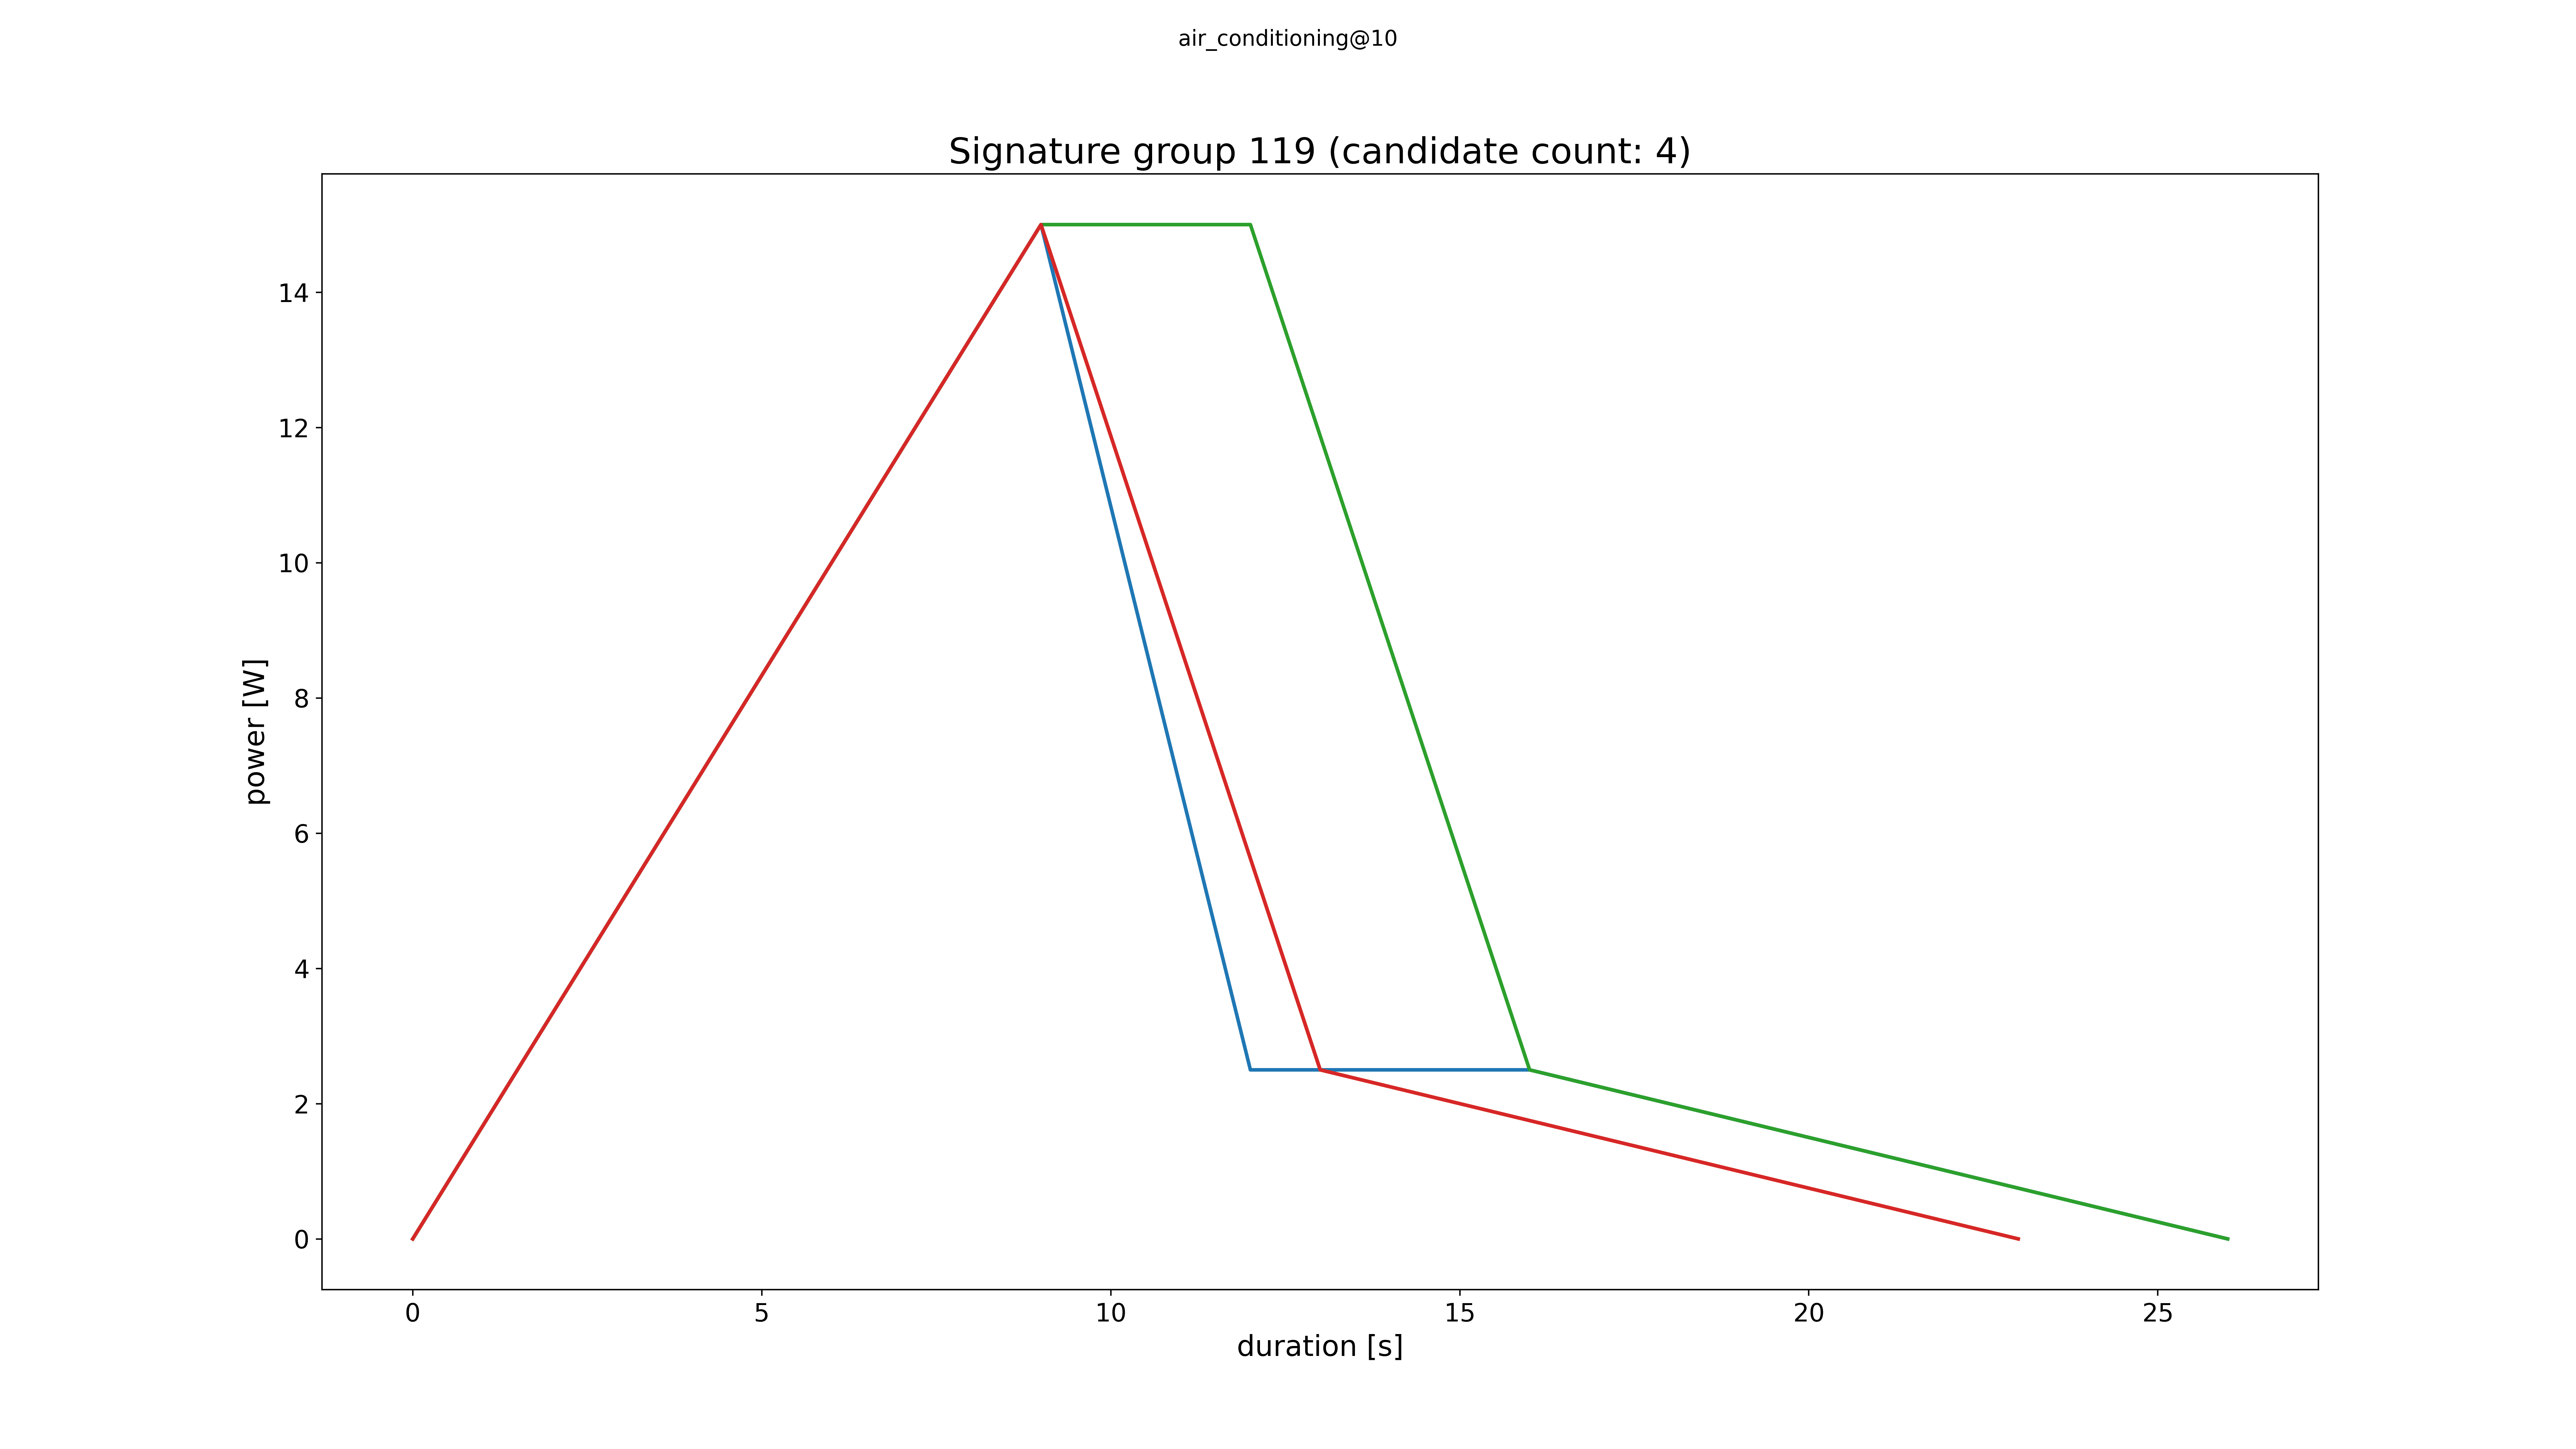 air_conditioning@10
Signature group 119 (candidate count: 4)
14
12
10
8
6
4
2
0
power [W]
0 5 10 15 20 25
duration [s]